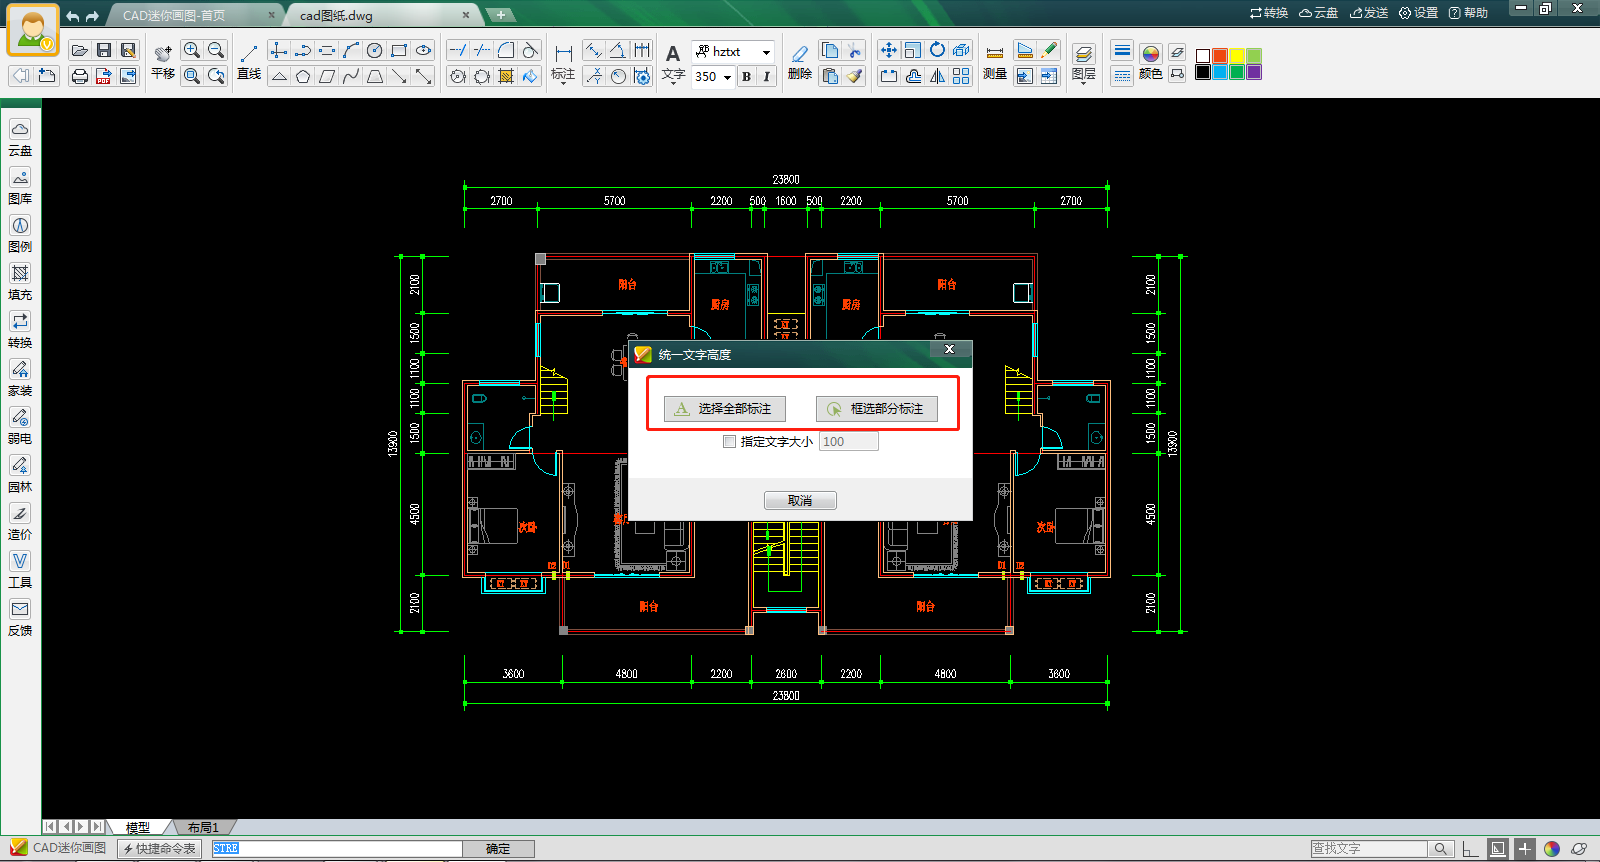 CAD迷你画图-首页
cad图纸.dwg
转换 云盘 发送 设置 帮助
平移
直线
标注
A
文字
hztxt
350
B
I
删除
测量
图层
颜色
云盘
图库
图例
填充
转换
家装
弱电
园林
造价
工具
反馈
23800
2700 5700 2200 500 1600 500 2200 5700 2700
13900
2100
1500
1100
1100
1500
4500
2100
2100
1500
1100
1100
1500
4500
2100
13900
阳台
厨房
厨房
阳台
次卧
次卧
阳台
阳台
3600 4800 2200 2600 2200 4800 3600
23800
统一文字高度
选择全部标注
框选部分标注
指定文字大小 100
取消
模型 布局1
CAD迷你画图
快捷命令表
STRE
确定
查找文字